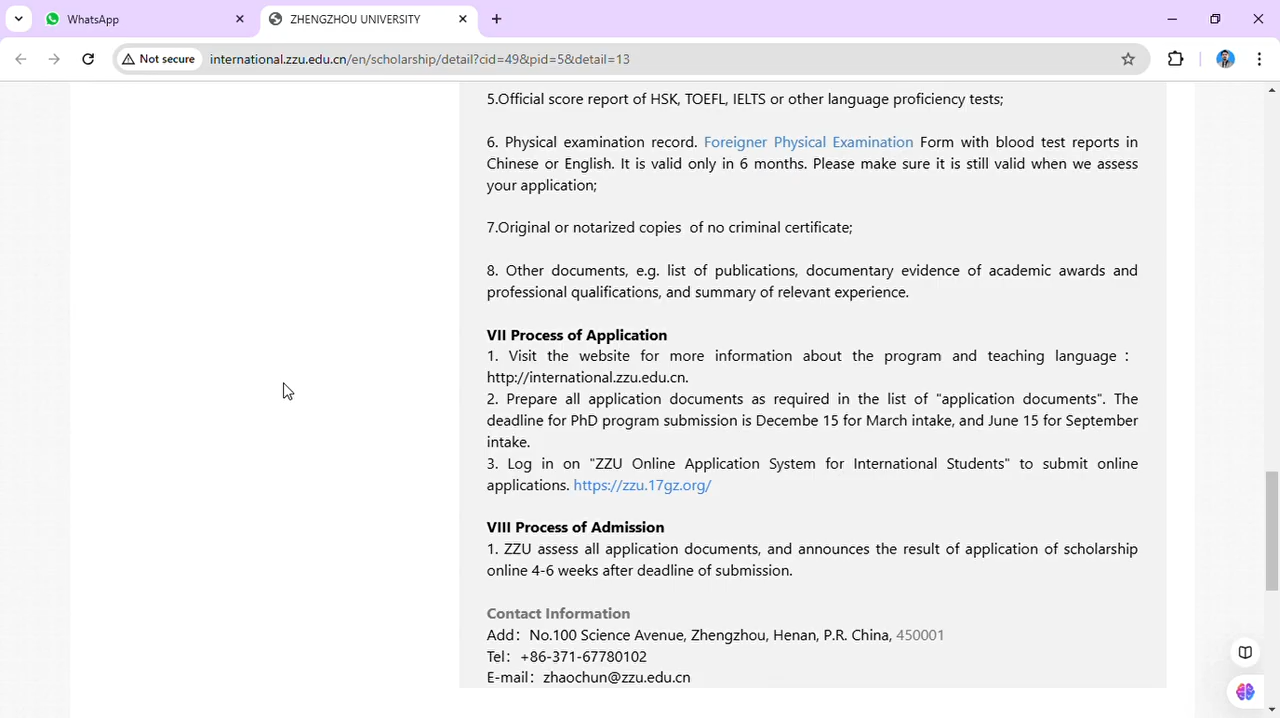 WhatsApp
ZHENGZHOU UNIVERSITY
Not secure
international.zzu.edu.cn/en/scholarship/detail?cid=49&pid=5&detail=13
5.Official score report of HSK, TOEFL, IELTS or other language proficiency tests;
6. Physical examination record. Foreigner Physical Examination Form with blood test reports in
Chinese or English. It is valid only in 6 months. Please make sure it is still valid when we assess
your application;
7.Original or notarized copies of no criminal certificate;
8. Other documents, e.g. list of publications, documentary evidence of academic awards and
professional qualifications, and summary of relevant experience.
VII Process of Application
1. Visit the website for more information about the program and teaching language：
http://international.zzu.edu.cn.
2. Prepare all application documents as required in the list of "application documents". The
deadline for PhD program submission is Decembe 15 for March intake, and June 15 for September
intake.
3. Log in on "ZZU Online Application System for International Students" to submit online
applications. https://zzu.17gz.org/
VIII Process of Admission
1. ZZU assess all application documents, and announces the result of application of scholarship
online 4-6 weeks after deadline of submission.
Contact Information
Add：No.100 Science Avenue, Zhengzhou, Henan, P.R. China, 450001
Tel：+86-371-67780102
E-mail：zhaochun@zzu.edu.cn